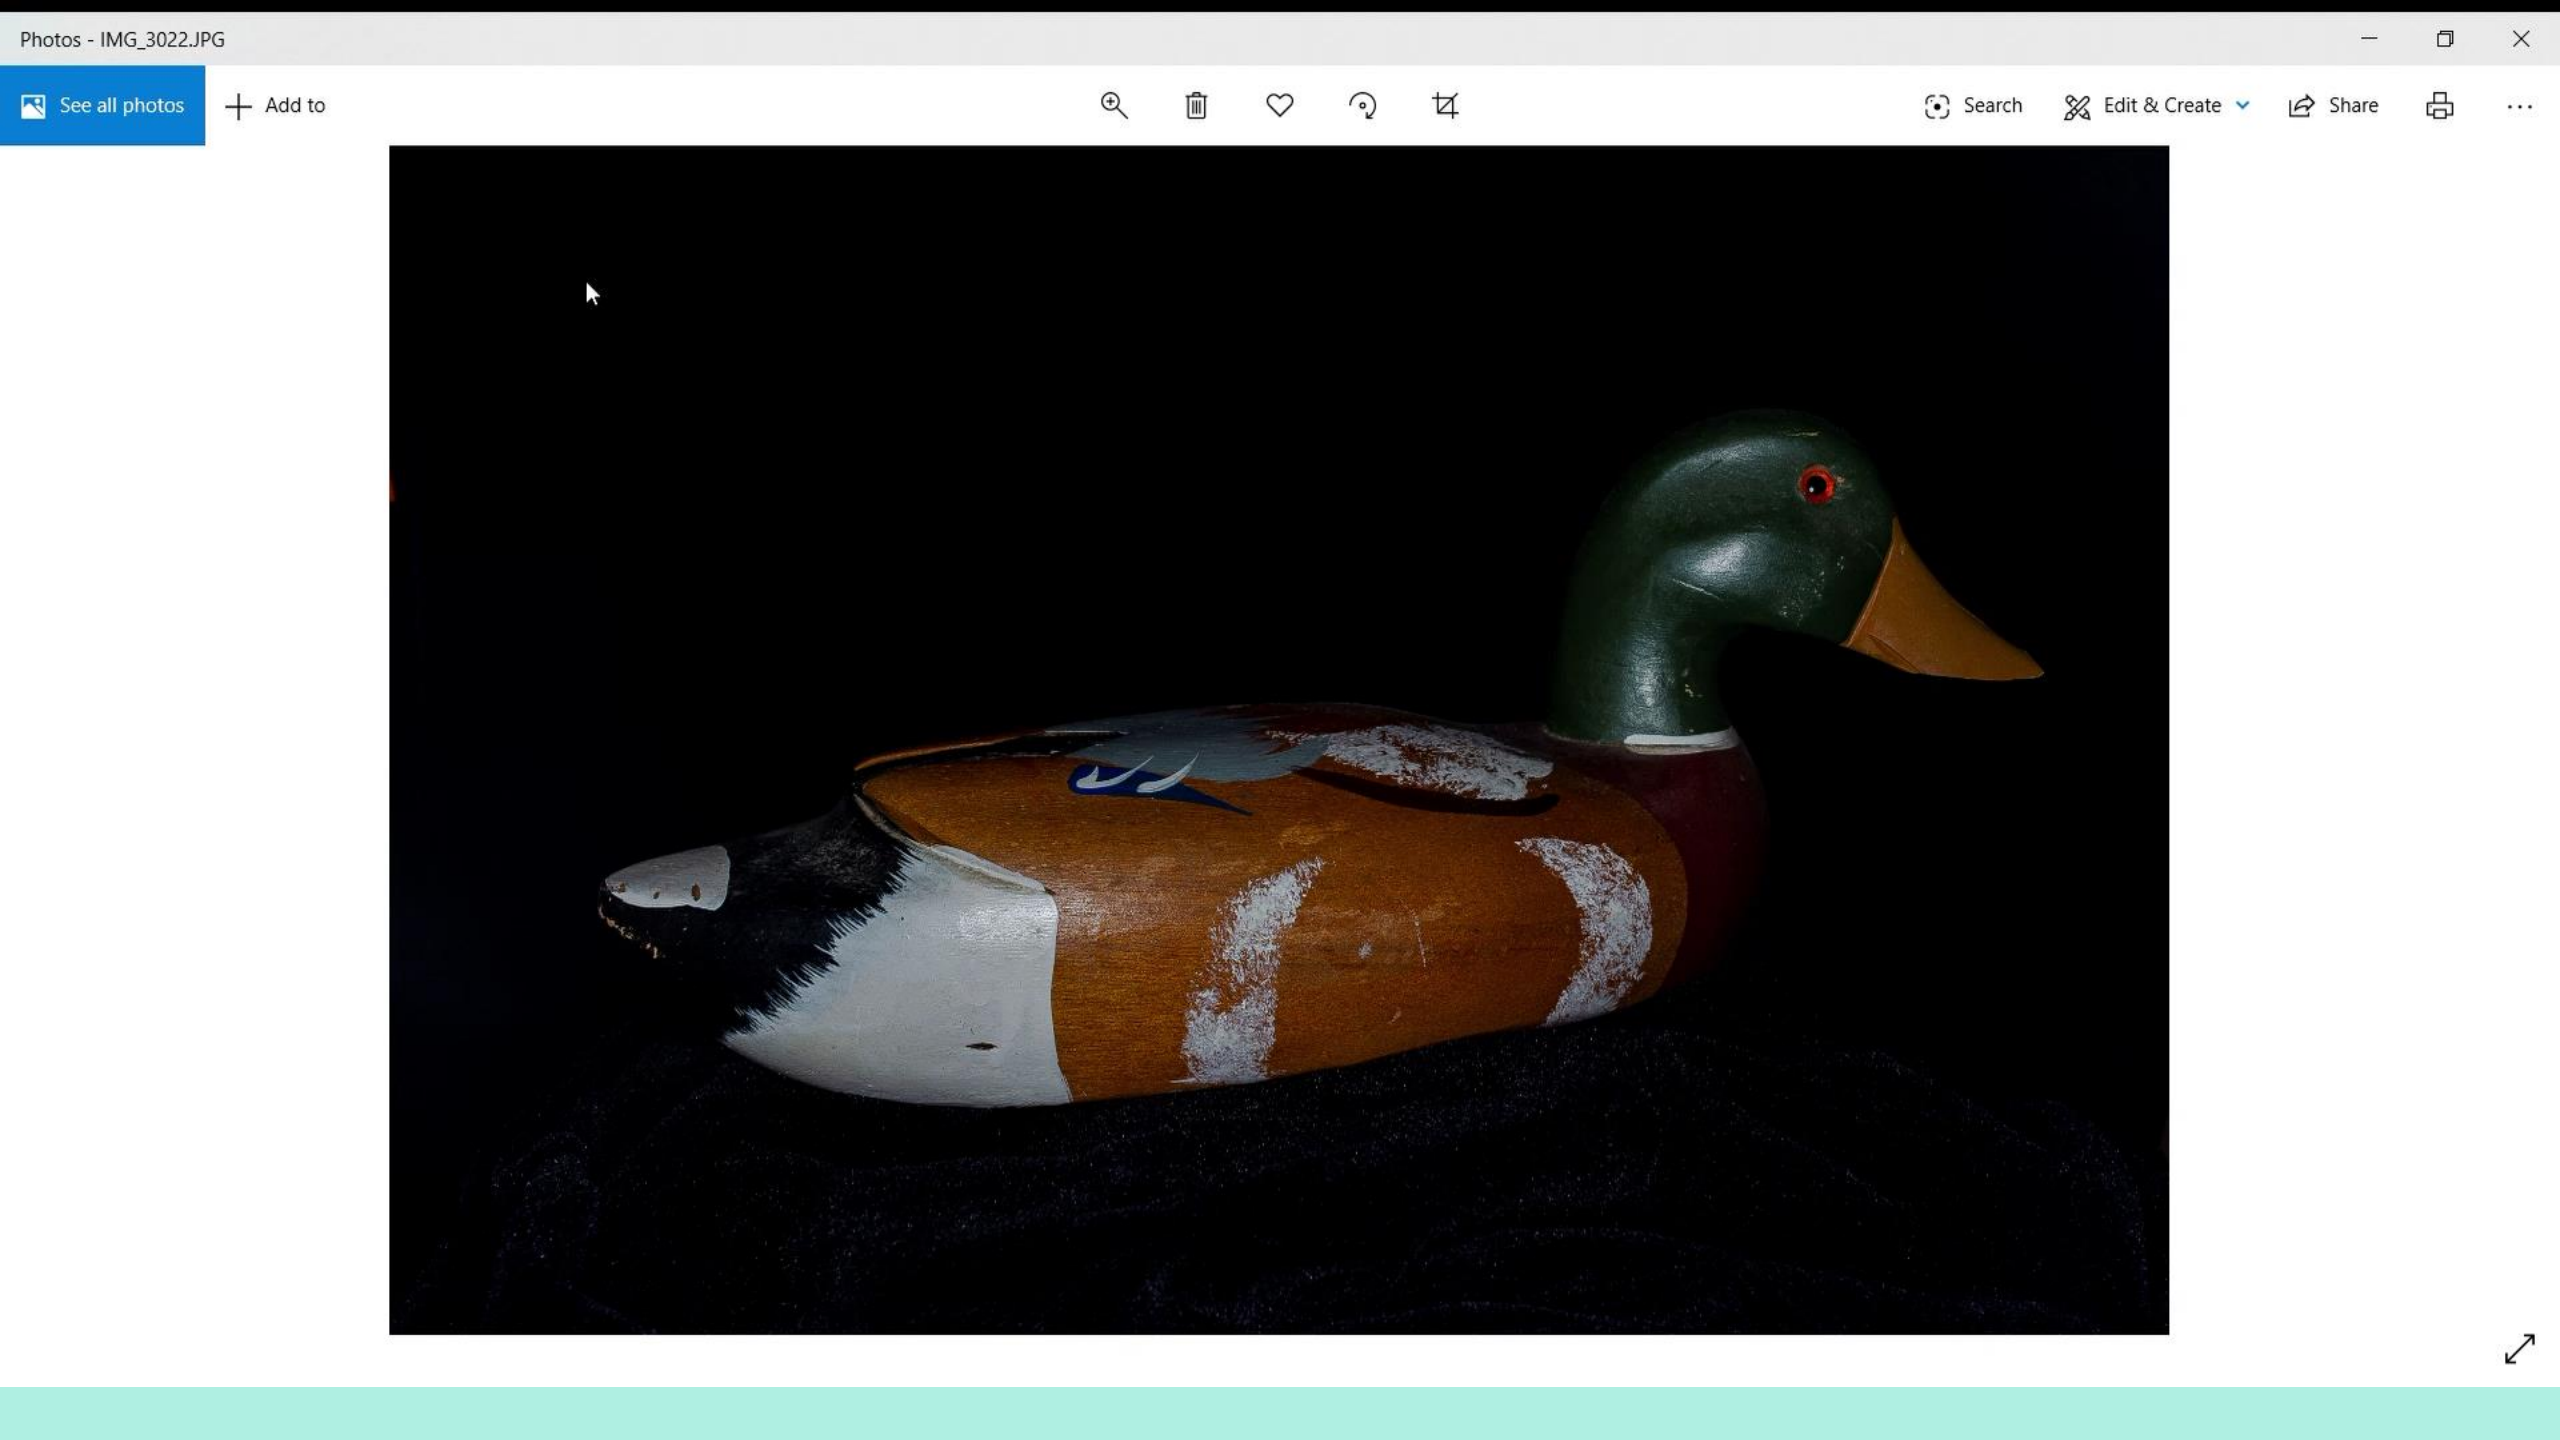 Photos - IMG_3022.JPG
See all photos
Add to
Search
Edit & Create
Share